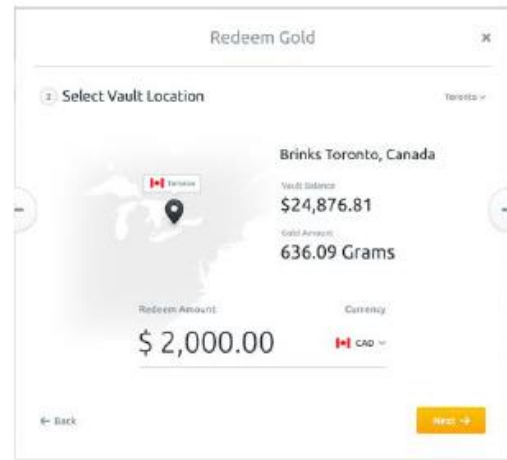 Redeem Gold ×
2 Select Vault Location
Toronto
Toronto
Brinks Toronto, Canada
Vault Balance
$24,876.81
Gold Amount
636.09 Grams
Redeem Amount
Currency
$ 2,000.00
CAD
← Back
Next →